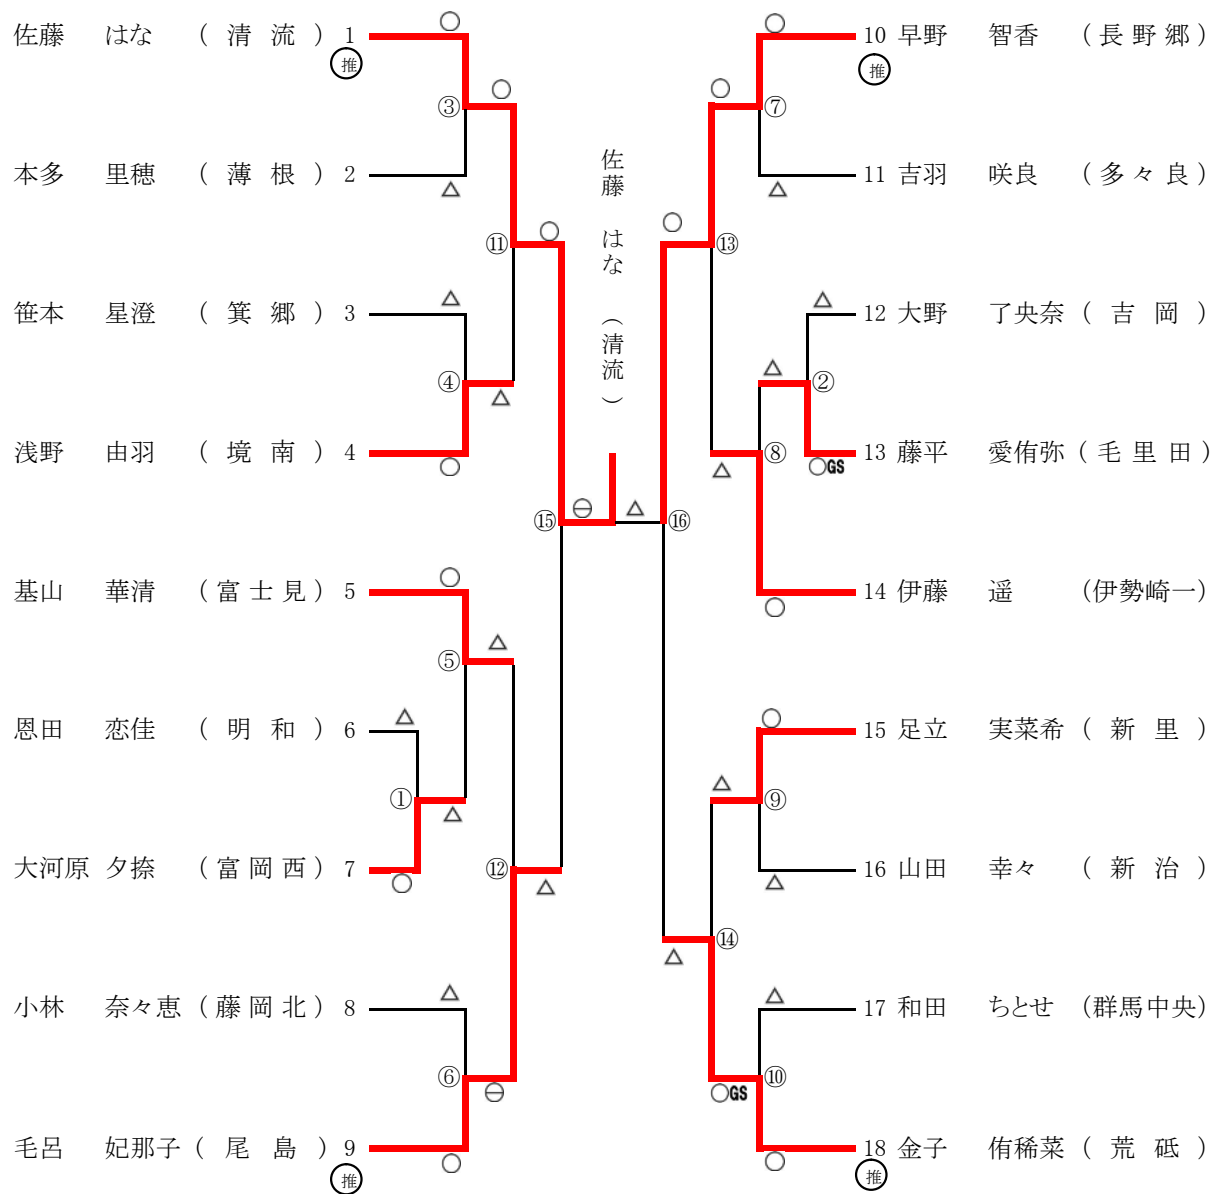 佐藤 はな (清流) 1
推
本多 里穂 (薄根) 2
笹本 星澄 (箕郷) 3
浅野 由羽 (境南) 4
基山 華清 (富士見) 5
恩田 恋佳 (明和) 6
大河原 夕捺 (富岡西) 7
小林 奈々恵 (藤岡北) 8
毛呂 妃那子 (尾島) 9
推
③
④
⑤
①
⑥
⑪
⑫
⑮
佐藤 はな (清流)
⑯
⑬
⑭
⑦
②
⑧
⑨
⑩
GS
GS
10 早野 智香 (長野郷)
推
11 吉羽 咲良 (多々良)
12 大野 了央奈 (吉岡)
13 藤平 愛侑弥 (毛里田)
14 伊藤 遥 (伊勢崎一)
15 足立 実菜希 (新里)
16 山田 幸々 (新治)
17 和田 ちとせ (群馬中央)
18 金子 侑稀菜 (荒砥)
推